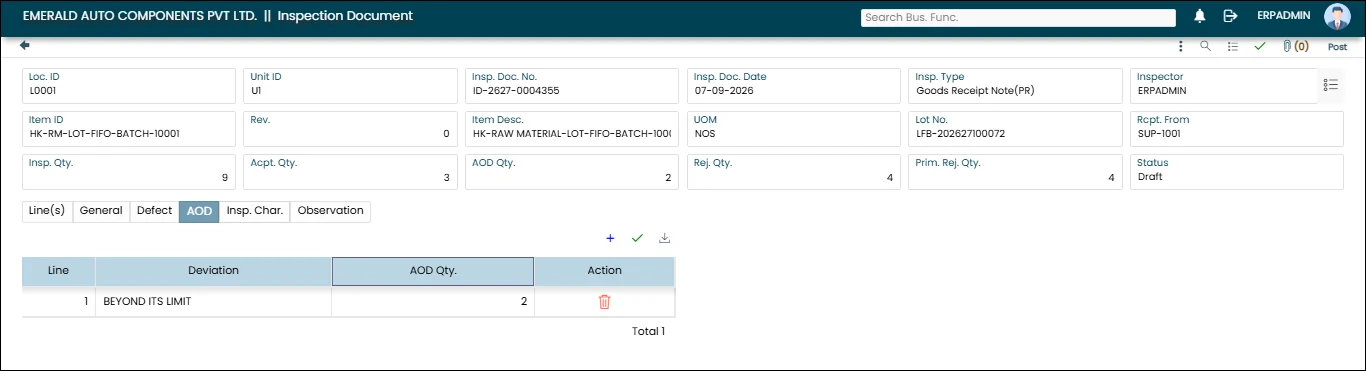 EMERALD AUTO COMPONENTS PVT LTD. || Inspection Document
Search Bus. Func.
ERPADMIN
(0)
Post
Loc. ID Unit ID Insp. Doc. No. Insp. Doc. Date Insp. Type Inspector
L0001 U1 ID-2627-0004355 07-09-2026 Goods Receipt Note(PR) ERPADMIN
Item ID Rev. Item Desc. UOM Lot No. Rcpt. From
HK-RM-LOT-FIFO-BATCH-10001 0 HK-RAW MATERIAL-LOT-FIFO-BATCH-100 NOS LFB-202627100072 SUP-1001
Insp. Qty. Acpt. Qty. AOD Qty. Rej. Qty. Prim. Rej. Qty. Status
9 3 2 4 4 Draft
Line(s) General Defect AOD Insp. Char. Observation
Line Deviation AOD Qty. Action
1 BEYOND ITS LIMIT 2
Total 1